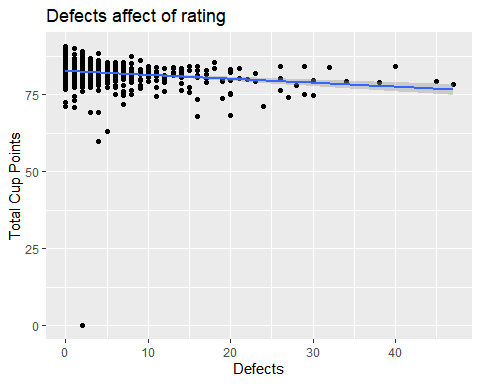 Defects affect of rating
Total Cup Points
75
50
25
0
0 10 20 30 40
Defects